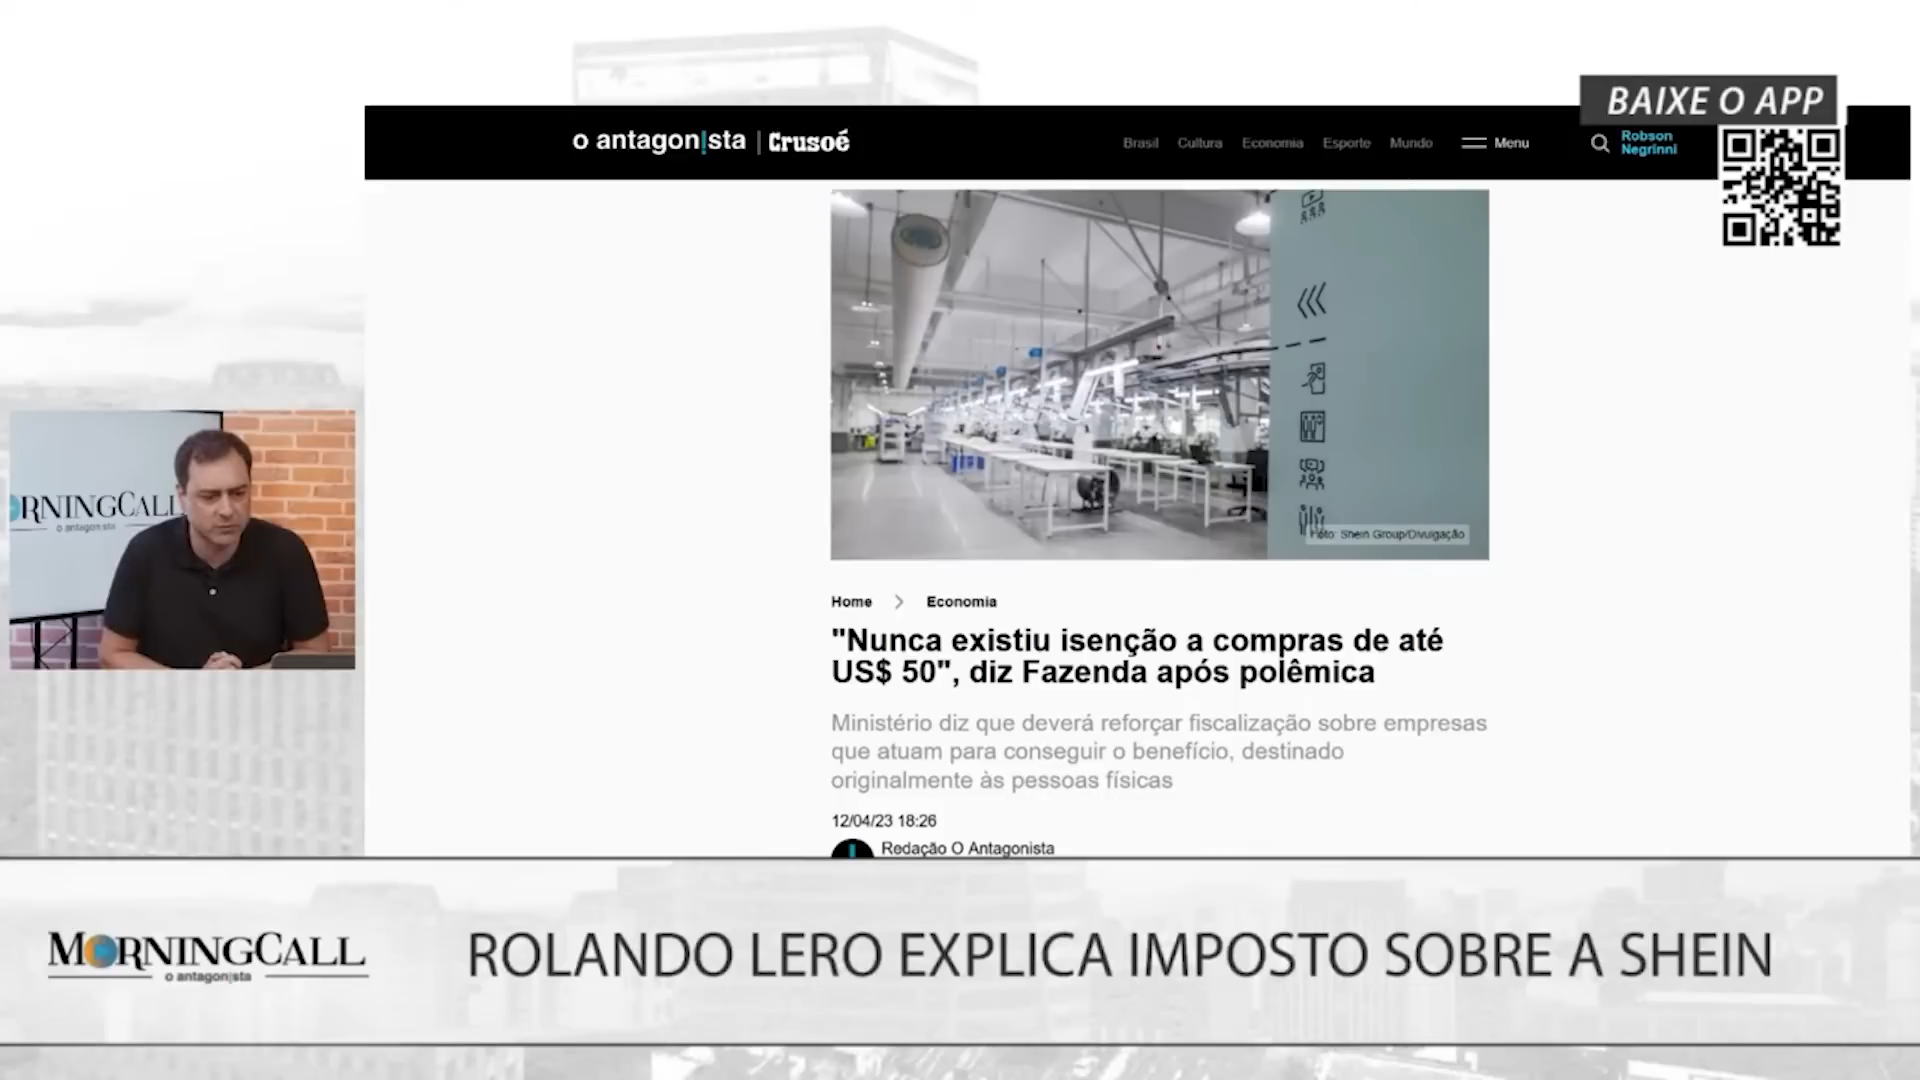 BAIXE O APP
o antagon!sta | Crusoé
Brasil Cultura Economia Esporte Mundo Menu
Robson
Negrinni
Foto: Shein Group/Divulgação
Home > Economia
"Nunca existiu isenção a compras de até
US$ 50", diz Fazenda após polêmica
Ministério diz que deverá reforçar fiscalização sobre empresas
que atuam para conseguir o benefício, destinado
originalmente às pessoas físicas
12/04/23 18:26
Redação O Antagonista
ORNINGCALL
o antagonista
MORNINGCALL
o antagon!sta
ROLANDO LERO EXPLICA IMPOSTO SOBRE A SHEIN